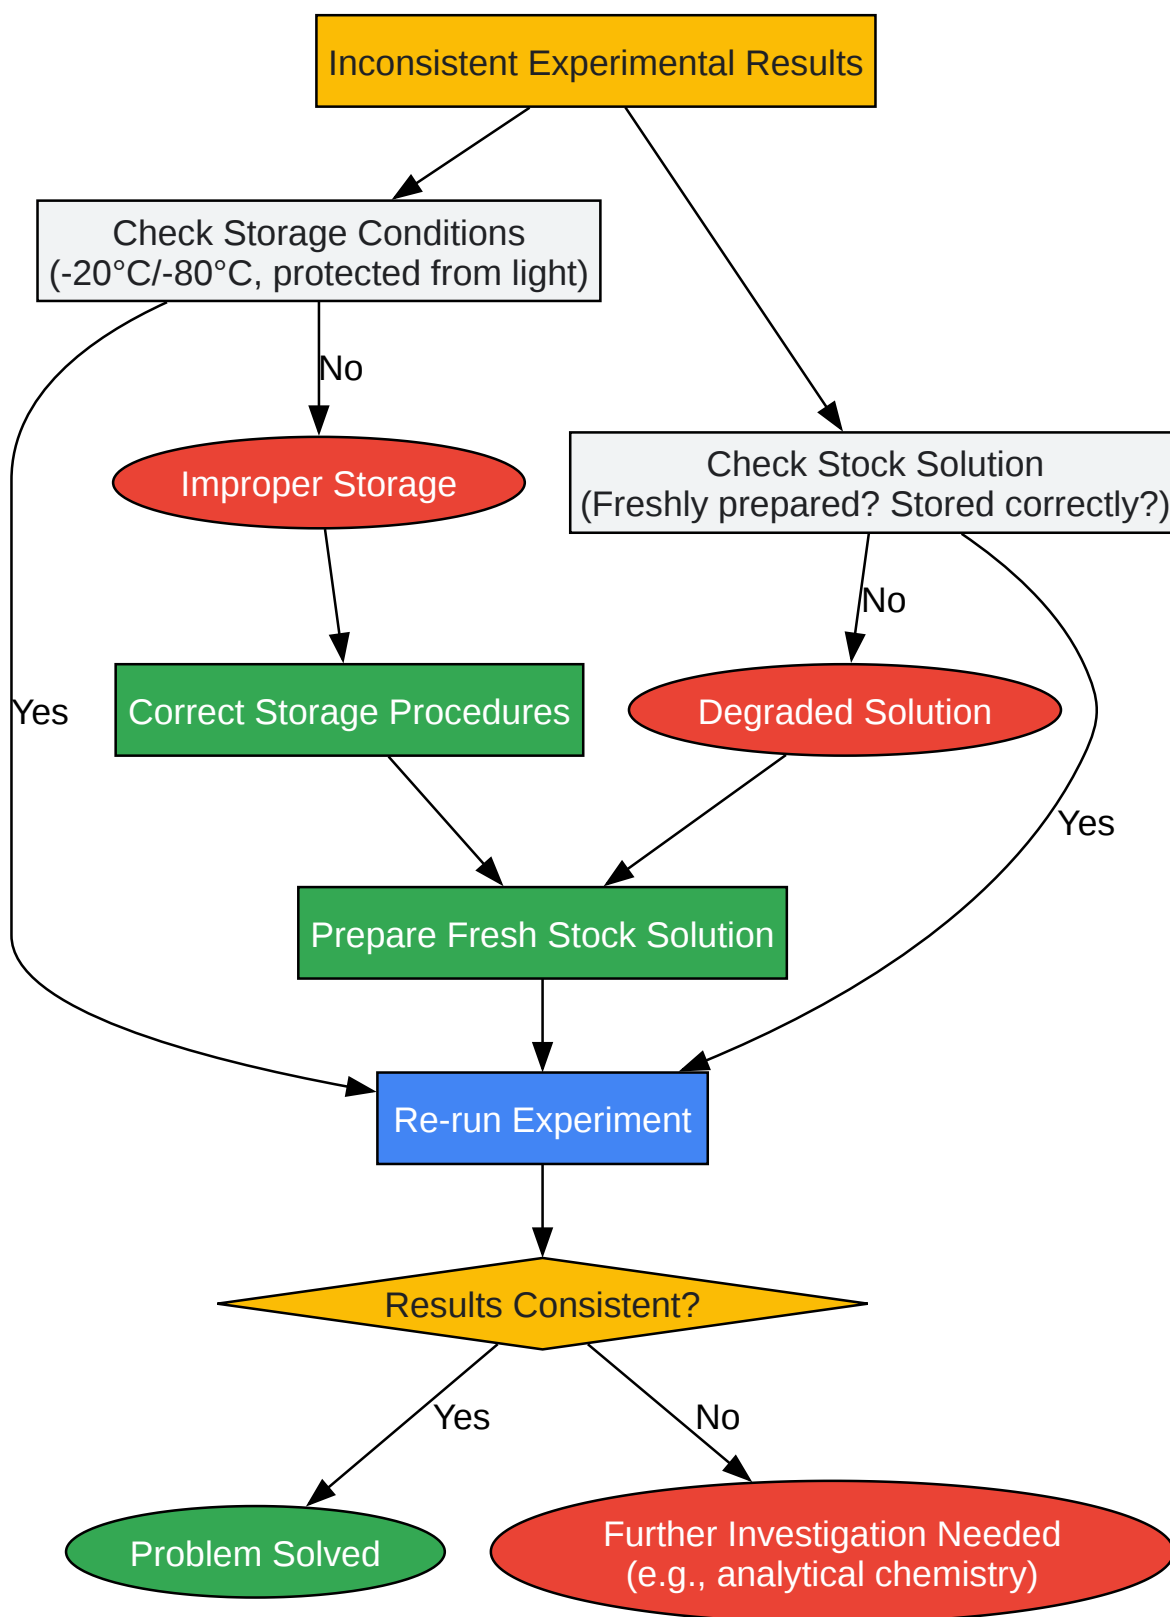 Inconsistent Experimental Results
Check Storage Conditions
(-20°C/-80°C, protected from light)
No
Improper Storage
Check Stock Solution
(Freshly prepared? Stored correctly?)
No
Yes
Correct Storage Procedures
Degraded Solution
Yes
Prepare Fresh Stock Solution
Re-run Experiment
Results Consistent?
Yes
No
Problem Solved
Further Investigation Needed
(e.g., analytical chemistry)